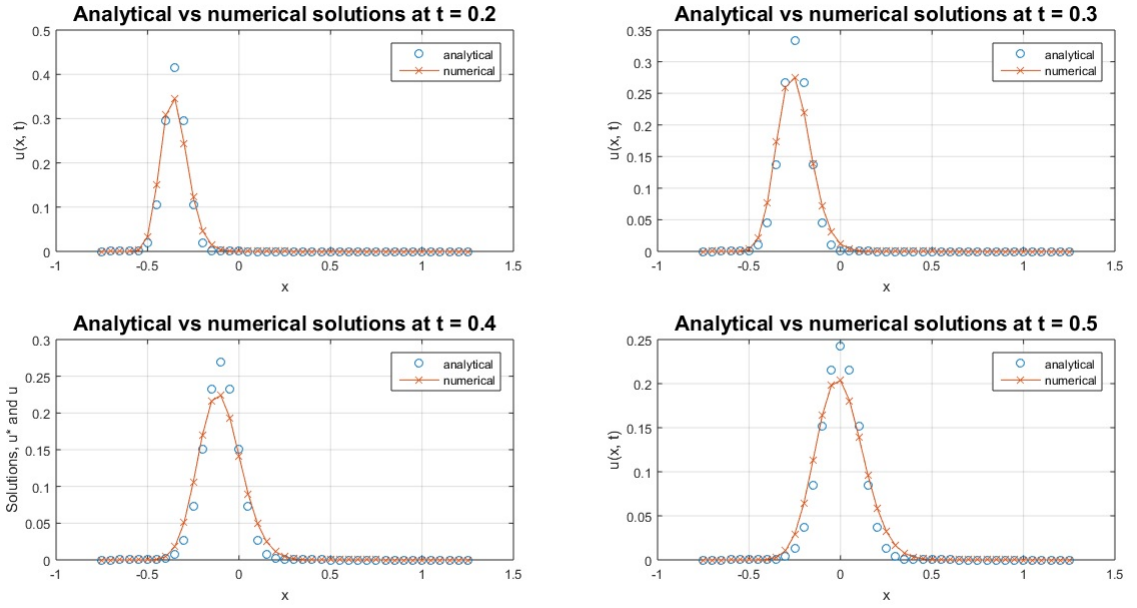 Analytical vs numerical solutions at t = 0.2
0.5
0.4
0.3
0.2
0.1
0
u(x, t)
analytical
numerical
-1
-0.5
0
0.5
1
1.5
x
Analytical vs numerical solutions at t = 0.3
0.35
0.3
0.25
0.2
0.15
0.1
0.05
0
u(x, t)
analytical
numerical
-1
-0.5
0
0.5
1
1.5
x
Analytical vs numerical solutions at t = 0.4
0.3
0.25
0.2
0.15
0.1
0.05
0
Solutions, u* and u
analytical
numerical
-1
-0.5
0
0.5
1
1.5
x
Analytical vs numerical solutions at t = 0.5
0.25
0.2
0.15
0.1
0.05
0
u(x, t)
analytical
numerical
-1
-0.5
0
0.5
1
1.5
x